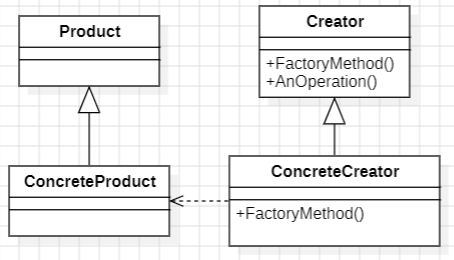 Product
Creator
+FactoryMethod()
+AnOperation()
ConcreteProduct
ConcreteCreator
+FactoryMethod()